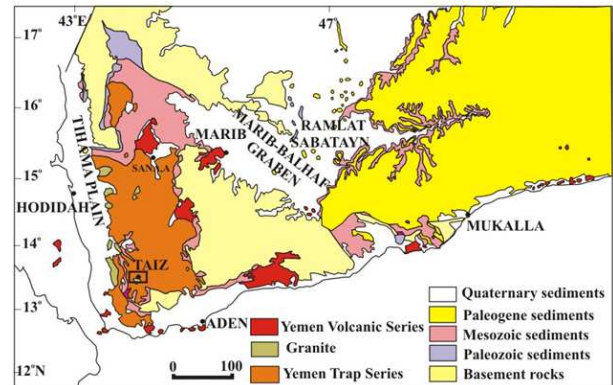 43°E
47°
17°
16°
15°
14°
13°
12°N
TIHAMA PLAIN
MARIB
MARIB-BALHAF
GRABEN
RAMLAT
SABATAYN
SANA'A
HODIDAH
TAIZ
ADEN
MUKALLA
0
100
Yemen Volcanic Series
Granite
Yemen Trap Series
Quaternary sediments
Paleogene sediments
Mesozoic sediments
Paleozoic sediments
Basement rocks